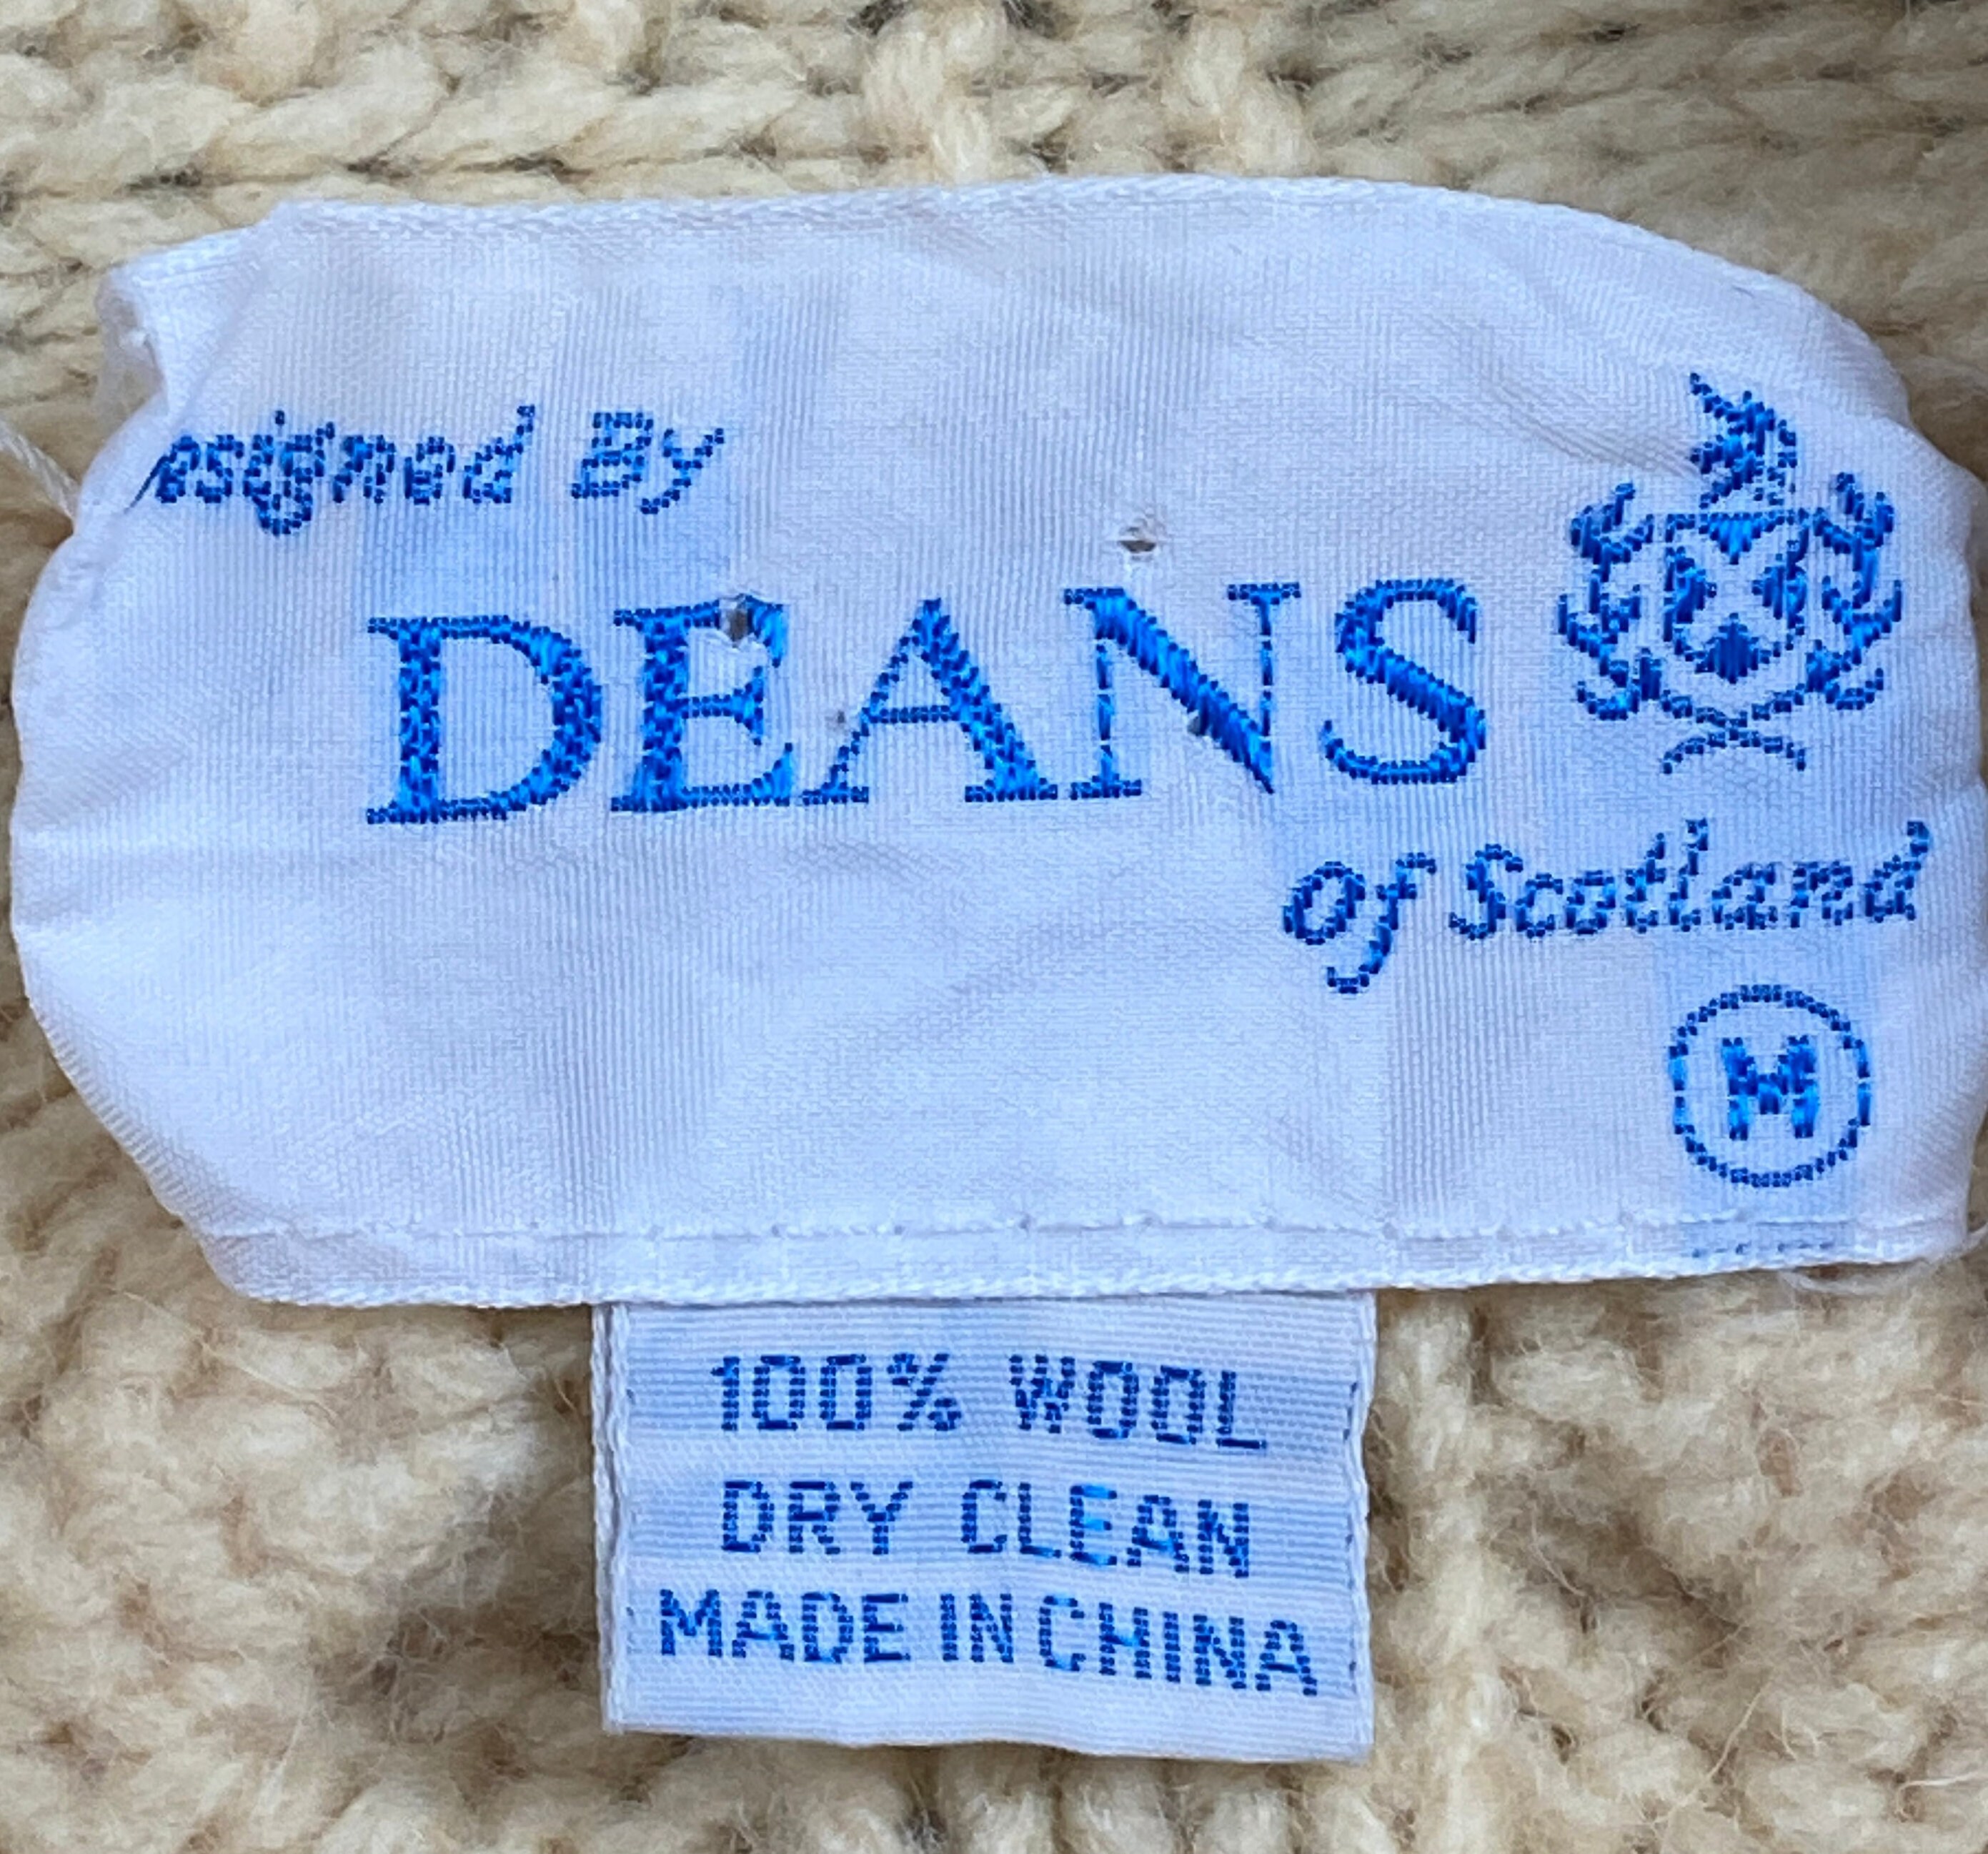 esigned By
DEANS
of Scotland
M
100% WOOL
DRY CLEAN
MADE IN CHINA